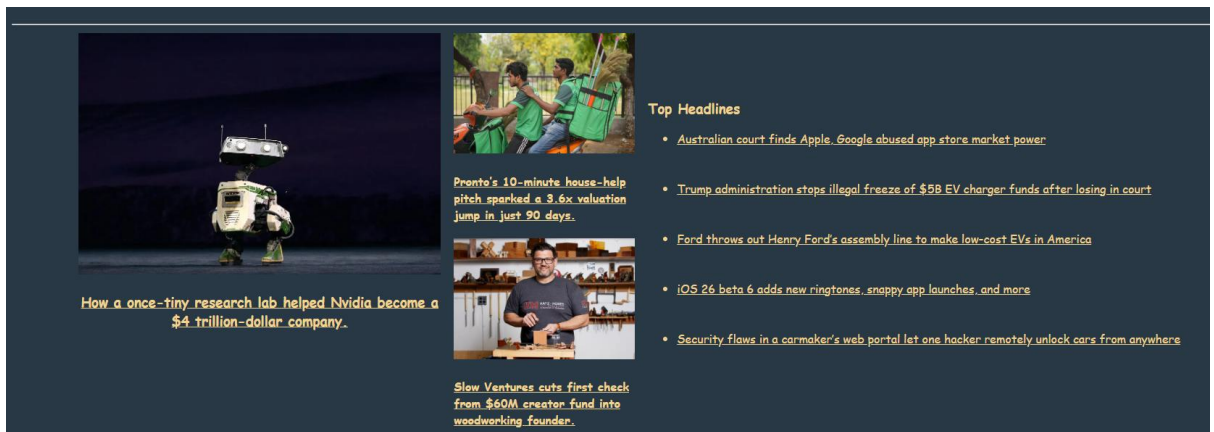 How a once-tiny research lab helped Nvidia become a
$4 trillion-dollar company.
Pronto's 10-minute house-help
pitch sparked a 3.6x valuation
jump in just 90 days.
Slow Ventures cuts first check
from $60M creator fund into
woodworking founder.
Top Headlines
• Australian court finds Apple, Google abused app store market power
• Trump administration stops illegal freeze of $5B EV charger funds after losing in court
• Ford throws out Henry Ford's assembly line to make low-cost EVs in America
• iOS 26 beta 6 adds new ringtones, snappy app launches, and more
• Security flaws in a carmaker's web portal let one hacker remotely unlock cars from anywhere